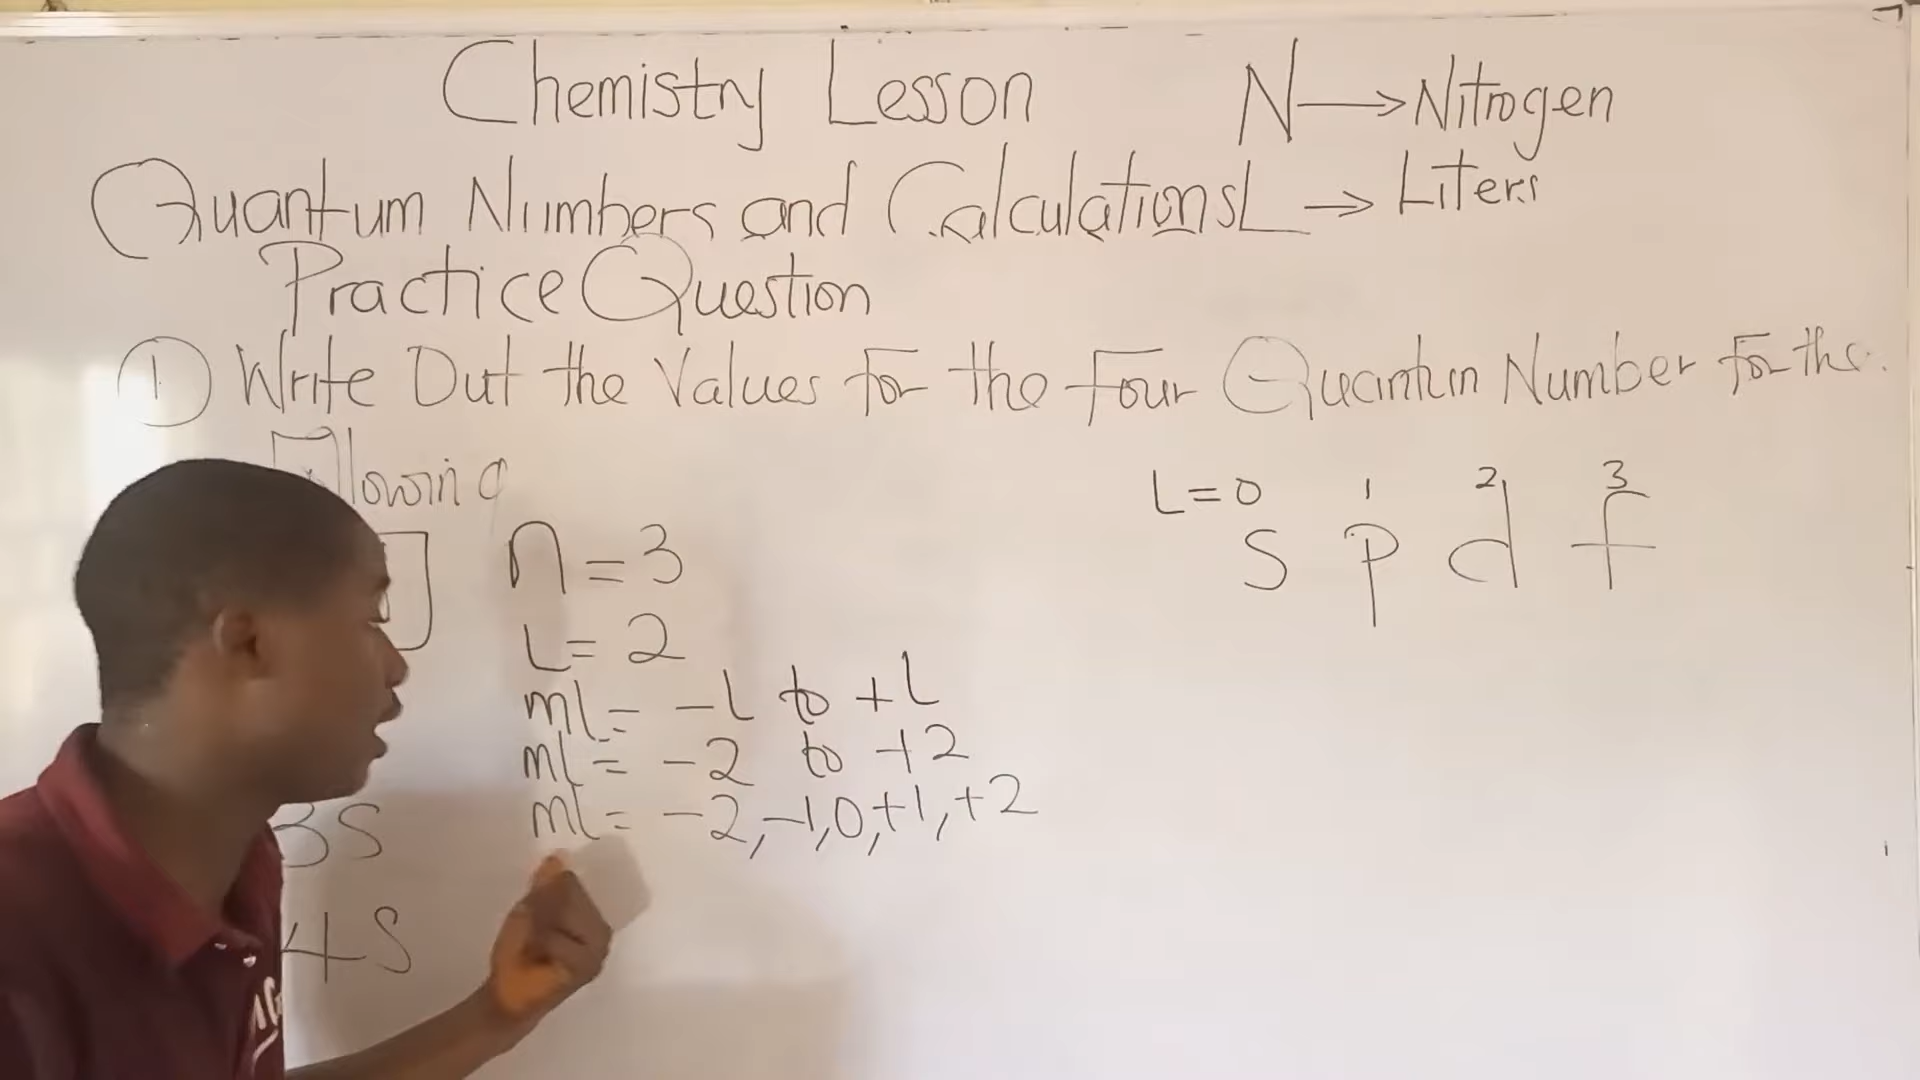 Chemistry Lesson
N → Nitrogen
Quantum Numbers and Calculations
L → Liters
Practice Question
① Write Out the Values for the Four Quantum Number for the
n = 3
L = 2
ml = -l to +l
ml = -2 to +2
ml = -2, -1, 0, +1, +2
3S
4S
L = 0 1 2 3
S p d f